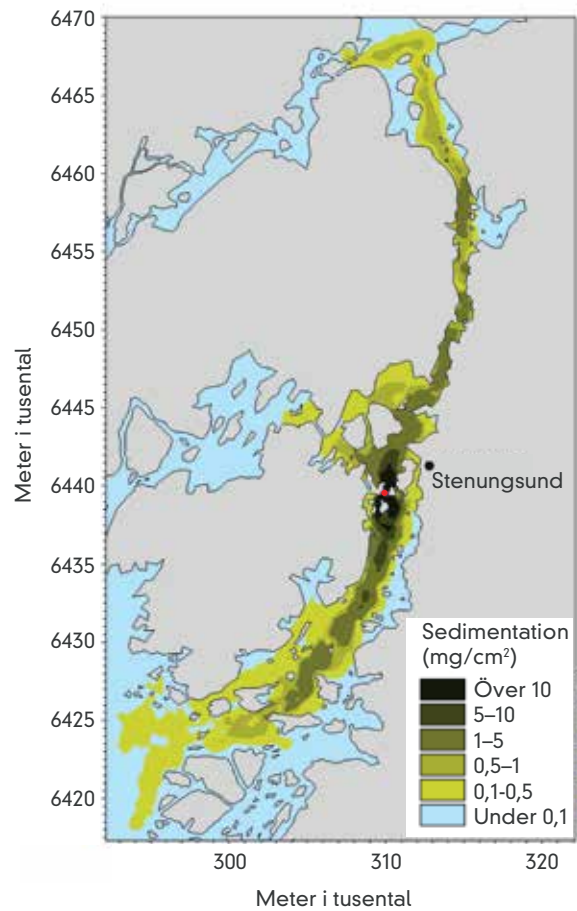 6470
6465
6460
6455
6450
6445
6440
6435
6430
6425
6420
Meter i tusental
Stenungsund
Sedimentation
(mg/cm²)
Över 10
5–10
1–5
0,5–1
0,1-0,5
Under 0,1
300
310
320
Meter i tusental